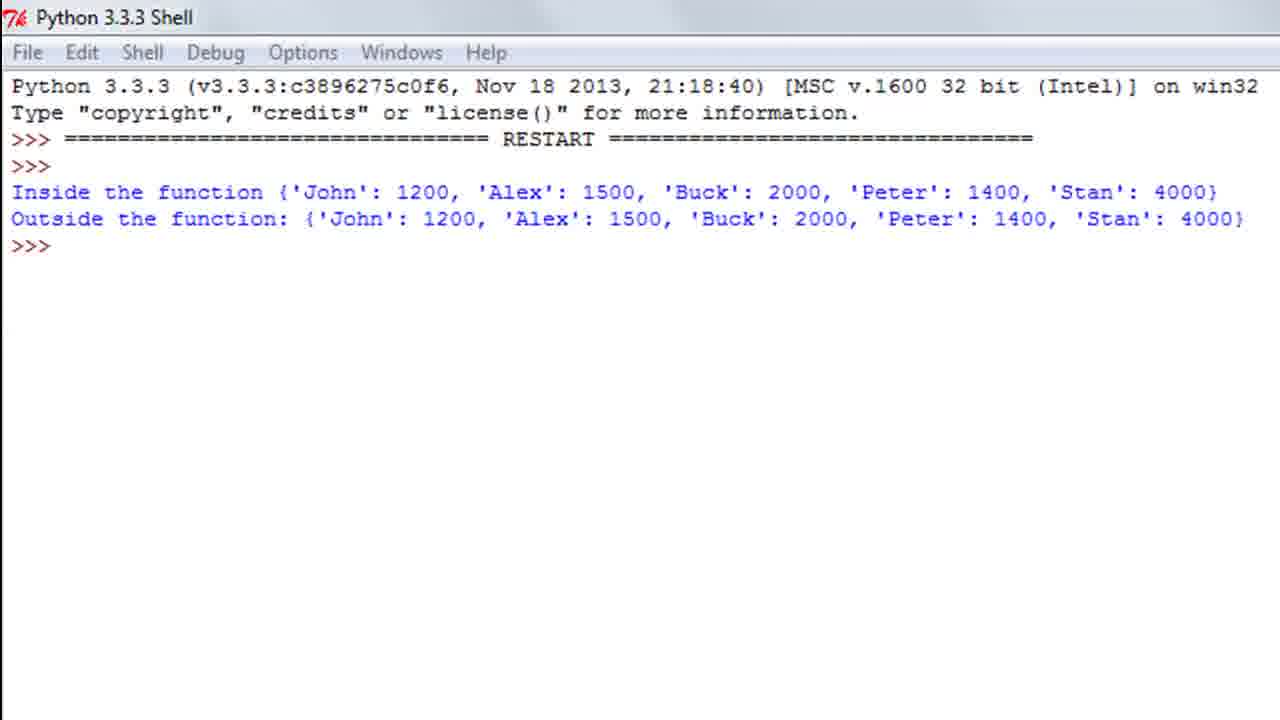 Python 3.3.3 Shell
File Edit Shell Debug Options Windows Help
Python 3.3.3 (v3.3.3:c3896275c0f6, Nov 18 2013, 21:18:40) [MSC v.1600 32 bit (Intel)] on win32
Type "copyright", "credits" or "license()" for more information.
>>> ================================ RESTART ================================
>>>
Inside the function {'John': 1200, 'Alex': 1500, 'Buck': 2000, 'Peter': 1400, 'Stan': 4000}
Outside the function: {'John': 1200, 'Alex': 1500, 'Buck': 2000, 'Peter': 1400, 'Stan': 4000}
>>>